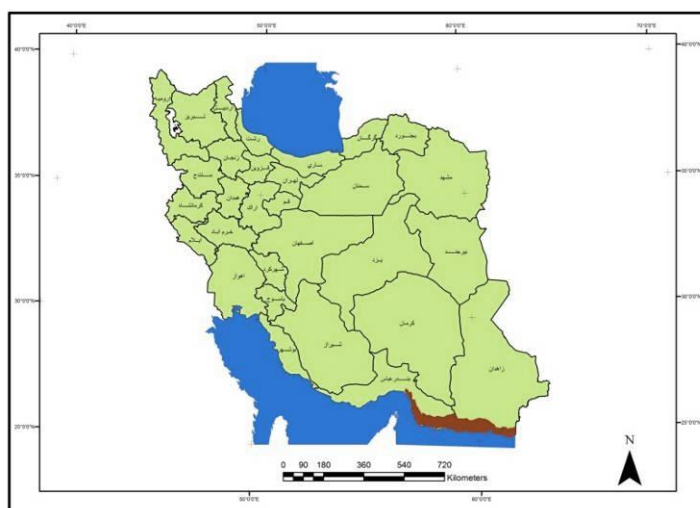 40°0'0"E
60°0'0"E
70°0'0"E
40°0'0"N
35°0'0"N
30°0'0"N
25°0'0"N
ارومیه
تبریز
اردبیل
رشت
زنجان
قزوین
ساری
گرگان
بجنورد
مشهد
سنندج
همدان
تهران
سمنان
قم
اراک
کرمانشاه
خرم آباد
ایلام
اصفهان
یزد
بیرجند
شهرکرد
اهواز
یاسوج
کرمان
شیراز
بوشهر
بندرعباس
زاهدان
N
0 90 180 360 540 720
Kilometers
50°0'0"E
60°0'0"E